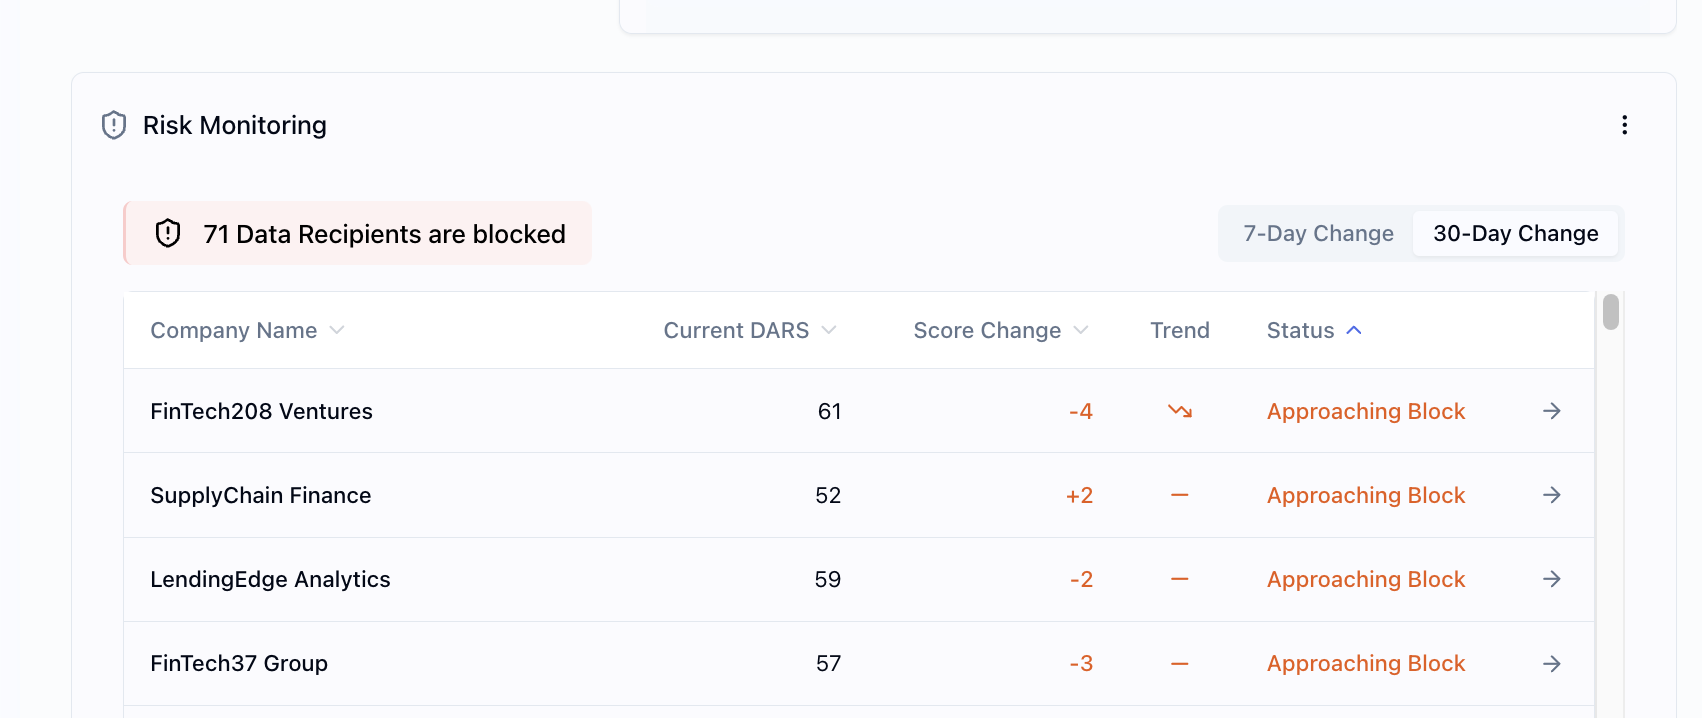 Risk Monitoring
71 Data Recipients are blocked
7-Day Change 30-Day Change
Company Name Current DARS Score Change Trend Status
FinTech208 Ventures 61 -4 Approaching Block
SupplyChain Finance 52 +2 Approaching Block
LendingEdge Analytics 59 -2 Approaching Block
FinTech37 Group 57 -3 Approaching Block